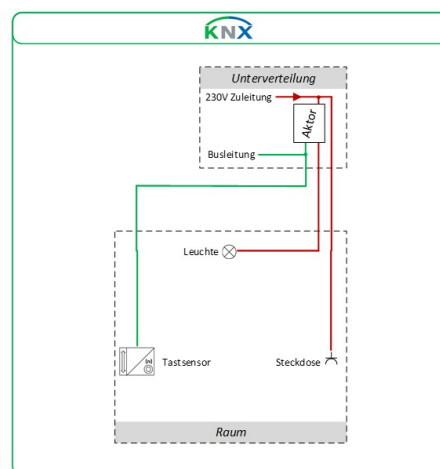 KNX
Unterverteilung
230V Zuleitung
Aktor
Busleitung
Leuchte
Tastsensor
Steckdose
Raum